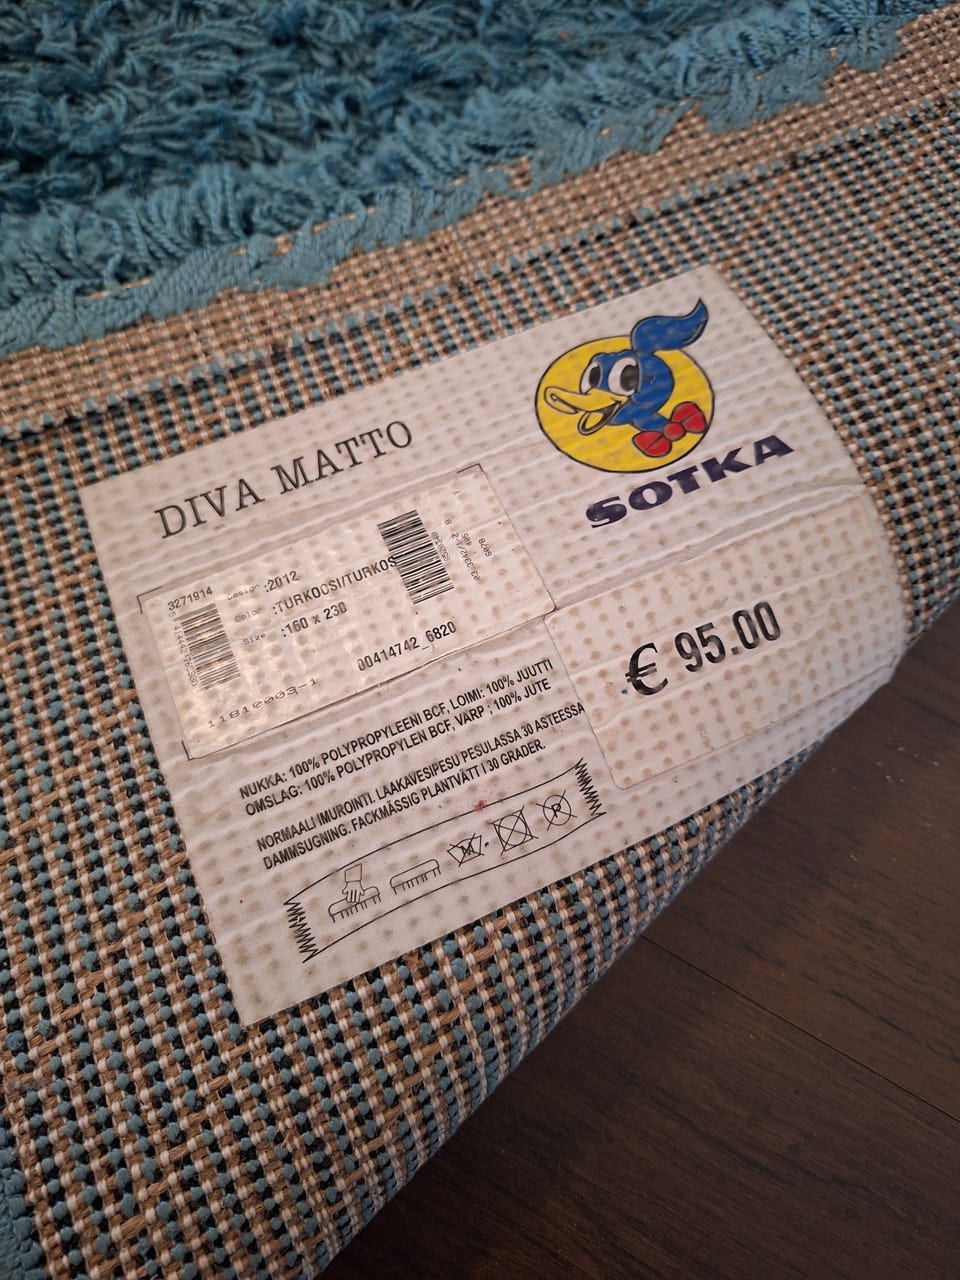 DIVA MATTO
SOTKA
3271914
Design :2012
Color :TURKOOSI/TURKOS
Size :160 x 230
00414742_6820
11810003-1
€ 95.00
NUKKA: 100% POLYPROPYLEENI BCF, LOIMI: 100% JUUTTI
OMSLAG: 100% POLYPROPYLEN BCF, VARP ; 100% JUTE
NORMAALI IMUROINTI. LAAKAVESIPESU PESULASSA 30 ASTEESSA
DAMMSUGNING. FACKMÄSSIG PLANTVÄTT I 30 GRADER.
P